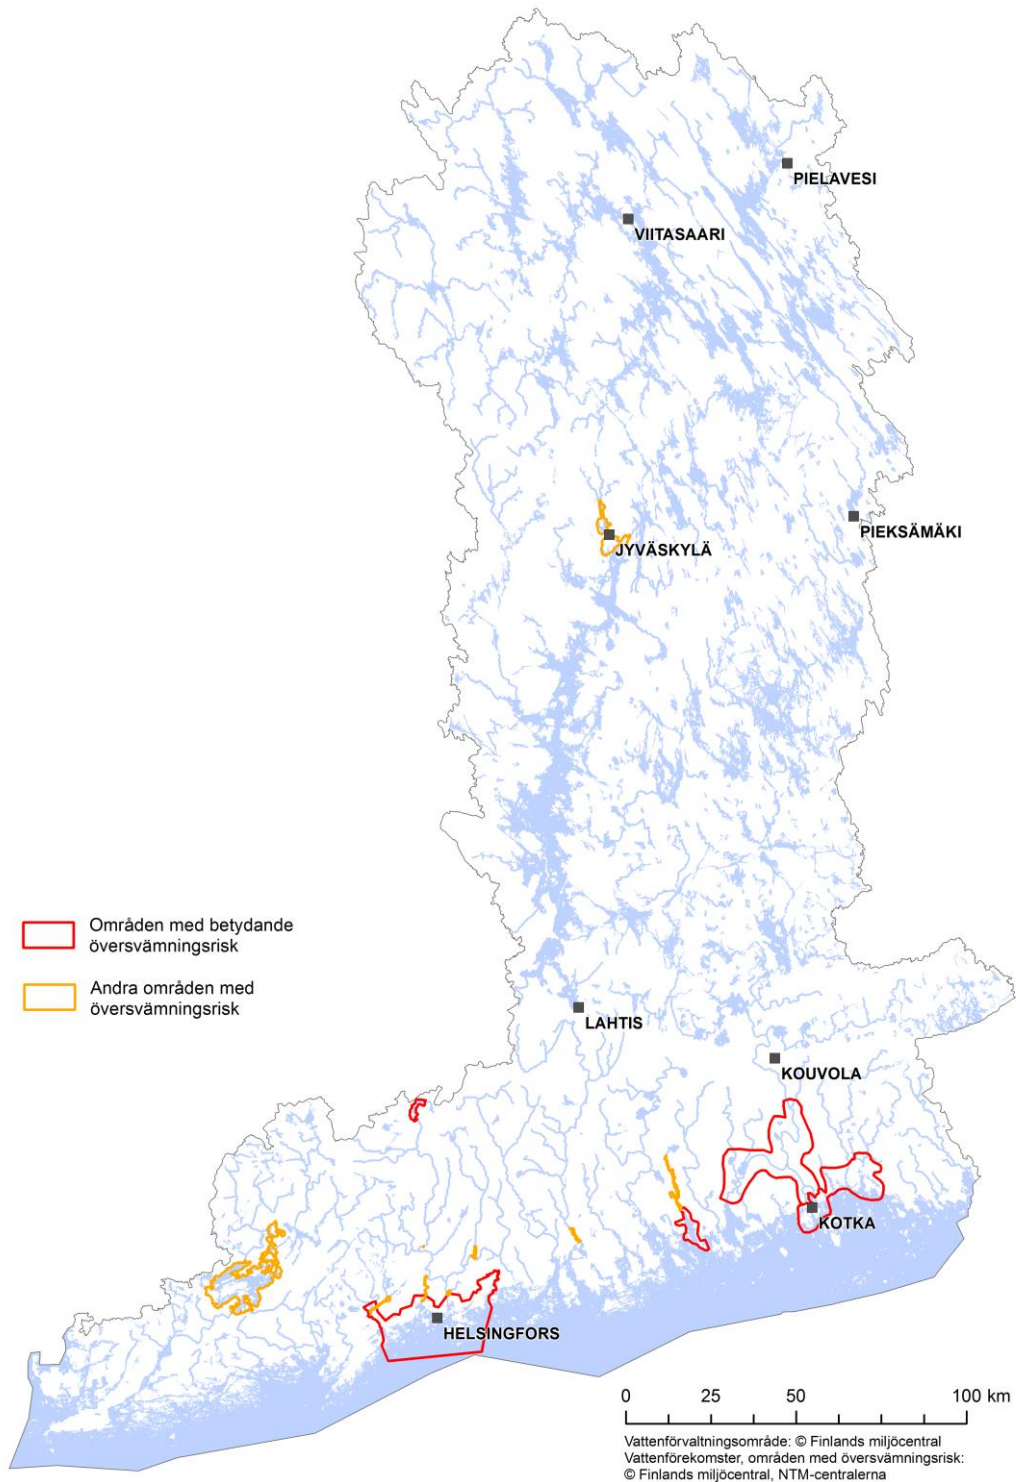 PIELAVESI
VIITASAARI
PIEKSÄMÄKI
JYVÄSKYLÄ
Områden med betydande
översvämningsrisk
Andra områden med
översvämningsrisk
LAHTIS
KOUVOLA
KOTKA
HELSINGFORS
0 25 50 100 km
Vattenförvaltningsområde: © Finlands miljöcentral
Vattenförekomster, områden med översvämningsrisk:
© Finlands miljöcentral, NTM-centralerna